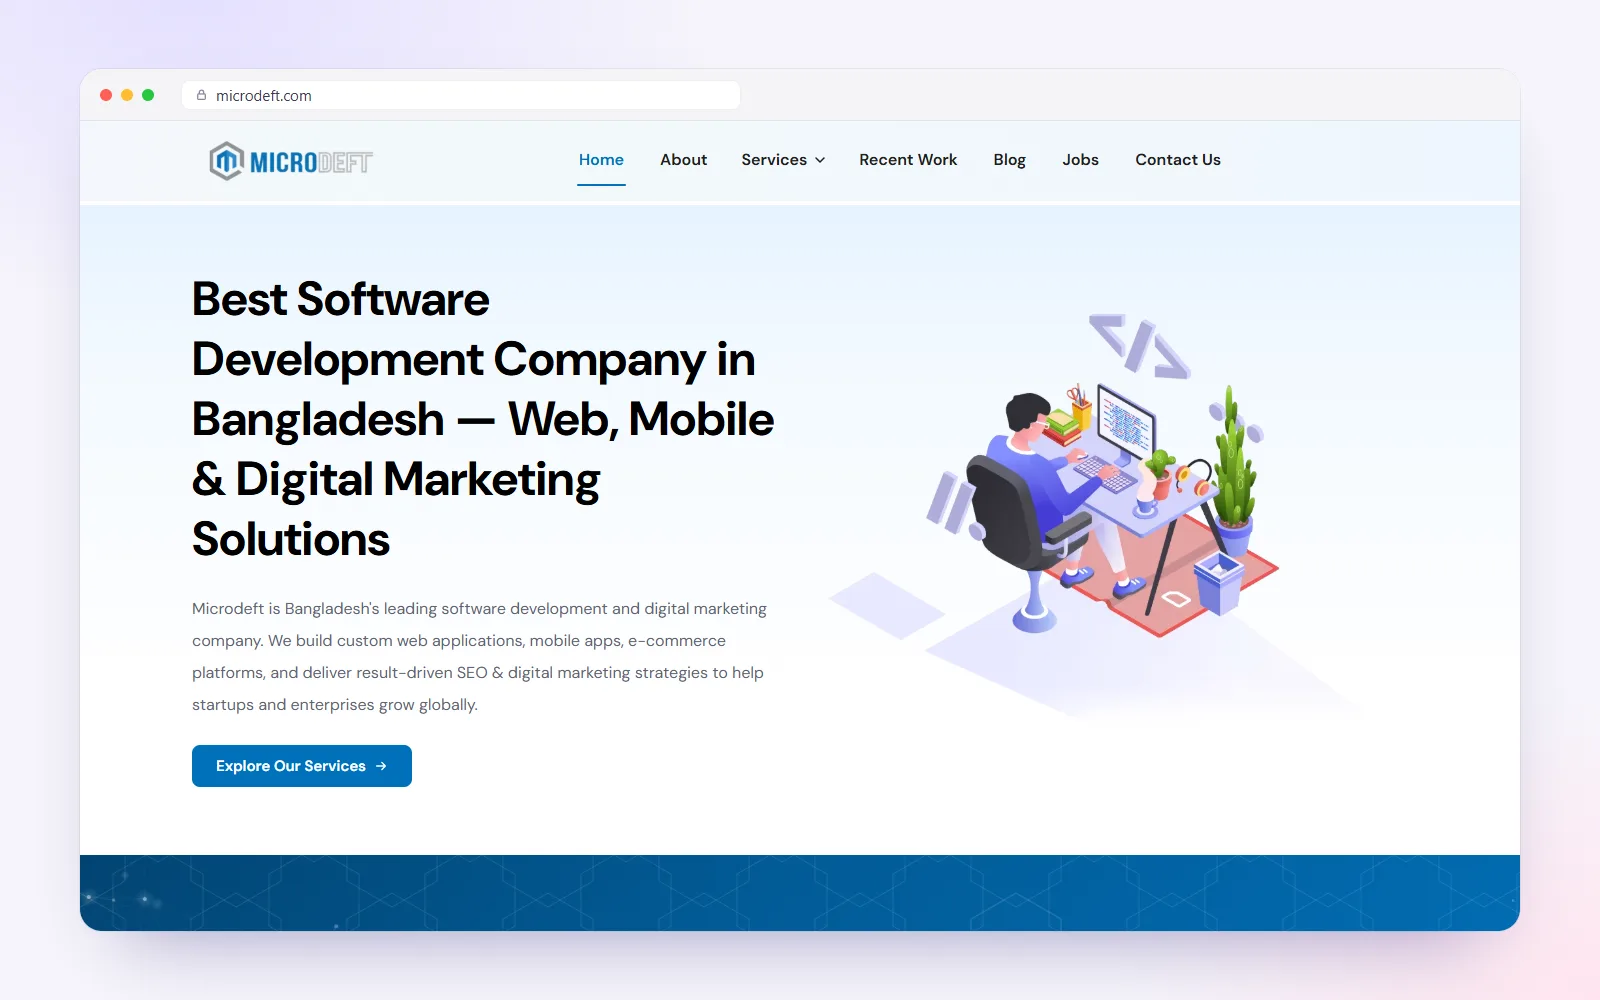 microdeft.com
MICRODEFT
Home About Services Recent Work Blog Jobs Contact Us
Best Software
Development Company in
Bangladesh — Web, Mobile
& Digital Marketing
Solutions
Microdeft is Bangladesh's leading software development and digital marketing
company. We build custom web applications, mobile apps, e-commerce
platforms, and deliver result-driven SEO & digital marketing strategies to help
startups and enterprises grow globally.
Explore Our Services →